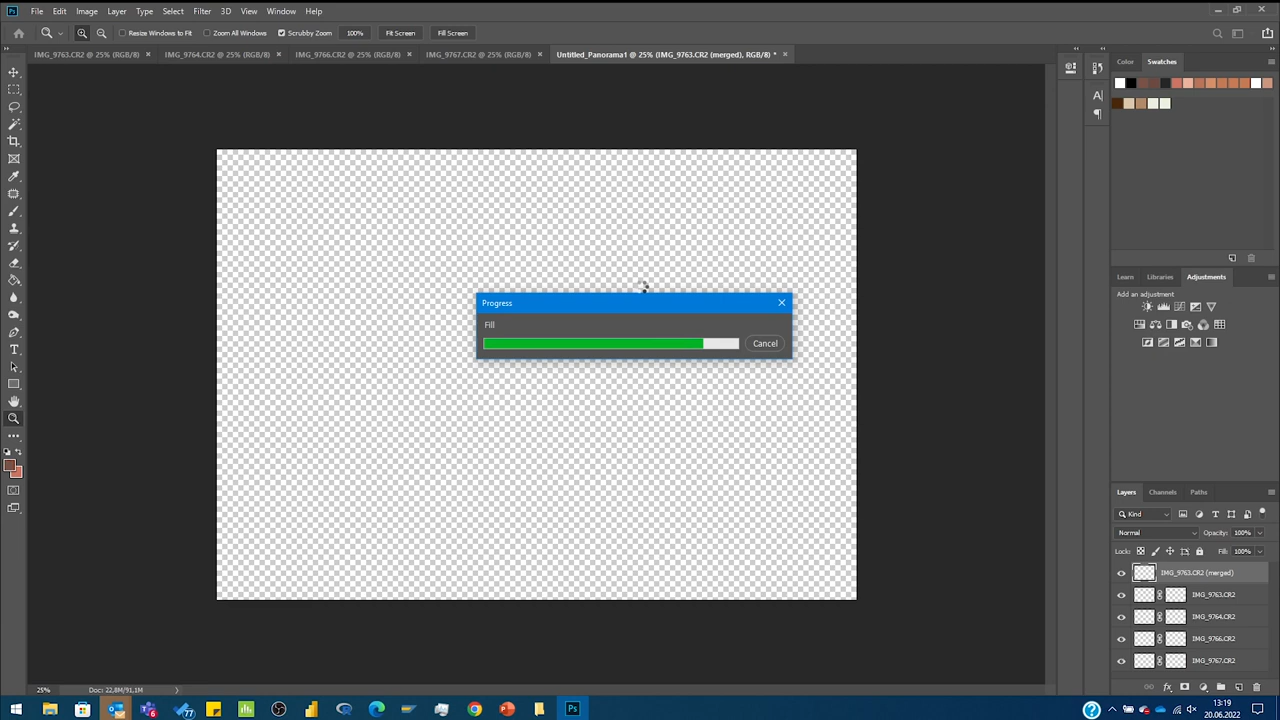 Ps File Edit Image Layer Type Select Filter 3D View Window Help
Resize Windows to Fit Zoom All Windows Scrubby Zoom 100% Fit Screen Fill Screen
IMG_9763.CR2 @ 25% (RGB/8) × IMG_9764.CR2 @ 25% (RGB/8) × IMG_9766.CR2 @ 25% (RGB/8) × IMG_9767.CR2 @ 25% (RGB/8) × Untitled_Panorama1 @ 25% (IMG_9763.CR2 (merged), RGB/8) * ×
Color Swatches
Progress
Fill
Cancel
Learn Libraries Adjustments
Add an adjustment
Layers Channels Paths
Kind
Normal Opacity: 100%
Lock: Fill: 100%
IMG_9763.CR2 (merged)
IMG_9763.CR2
IMG_9764.CR2
IMG_9766.CR2
IMG_9767.CR2
25% Doc: 22,8M/91,1M
Ps
13:19
20.06.2022